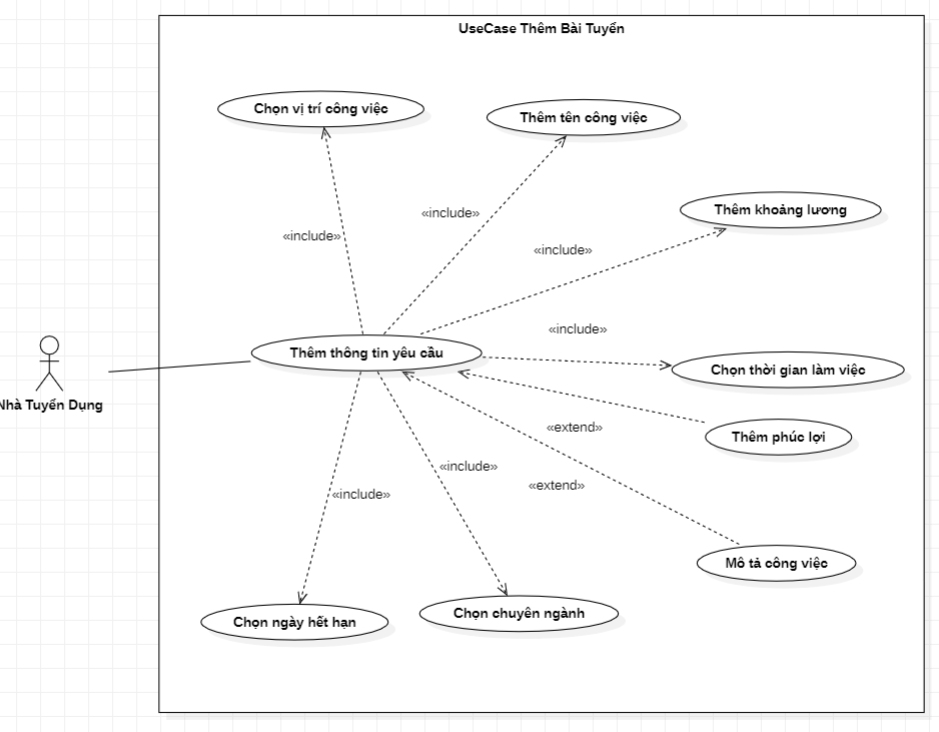 UseCase Thêm Bài Tuyển
Chọn vị trí công việc
Thêm tên công việc
«include»
Thêm khoảng lương
«include»
«include»
«include»
Thêm thông tin yêu cầu
Chọn thời gian làm việc
Nhà Tuyển Dụng
«extend»
Thêm phúc lợi
«include»
«extend»
«include»
Mô tả công việc
Chọn ngày hết hạn
Chọn chuyên ngành